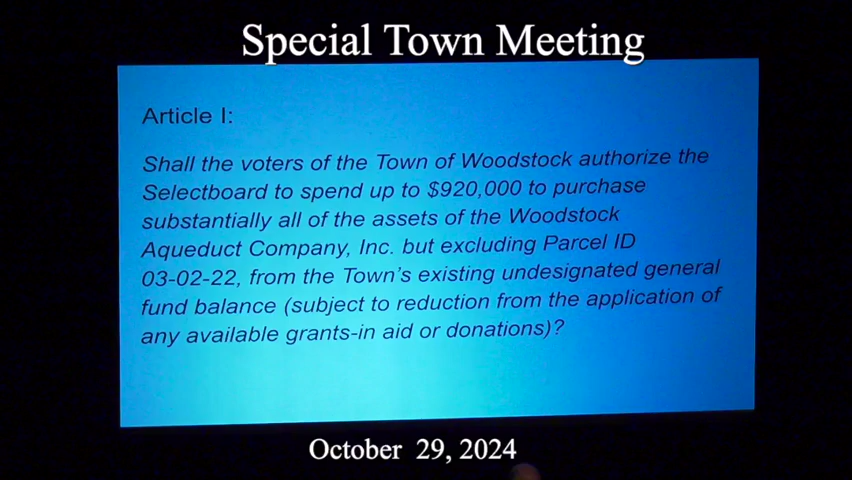 Special Town Meeting
Article I:
Shall the voters of the Town of Woodstock authorize the
Selectboard to spend up to $920,000 to purchase
substantially all of the assets of the Woodstock
Aqueduct Company, Inc. but excluding Parcel ID
03-02-22, from the Town's existing undesignated general
fund balance (subject to reduction from the application of
any available grants-in aid or donations)?
October 29, 2024